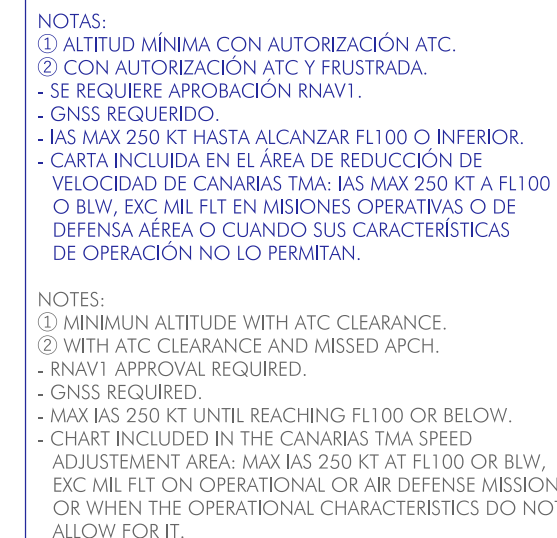 NOTAS:
① ALTITUD MÍNIMA CON AUTORIZACIÓN ATC.
② CON AUTORIZACIÓN ATC Y FRUSTRADA.
- SE REQUIERE APROBACIÓN RNAV1.
- GNSS REQUERIDO.
- IAS MAX 250 KT HASTA ALCANZAR FL100 O INFERIOR.
- CARTA INCLUIDA EN EL ÁREA DE REDUCCIÓN DE
VELOCIDAD DE CANARIAS TMA: IAS MAX 250 KT A FL100
O BLW, EXC MIL FLT EN MISIONES OPERATIVAS O DE
DEFENSA AÉREA O CUANDO SUS CARACTERÍSTICAS
DE OPERACIÓN NO LO PERMITAN.
NOTES:
① MINIMUN ALTITUDE WITH ATC CLEARANCE.
② WITH ATC CLEARANCE AND MISSED APCH.
- RNAV1 APPROVAL REQUIRED.
- GNSS REQUIRED.
- MAX IAS 250 KT UNTIL REACHING FL100 OR BELOW.
- CHART INCLUDED IN THE CANARIAS TMA SPEED
ADJUSTEMENT AREA: MAX IAS 250 KT AT FL100 OR BLW,
EXC MIL FLT ON OPERATIONAL OR AIR DEFENSE MISSION
OR WHEN THE OPERATIONAL CHARACTERISTICS DO NOT
ALLOW FOR IT.